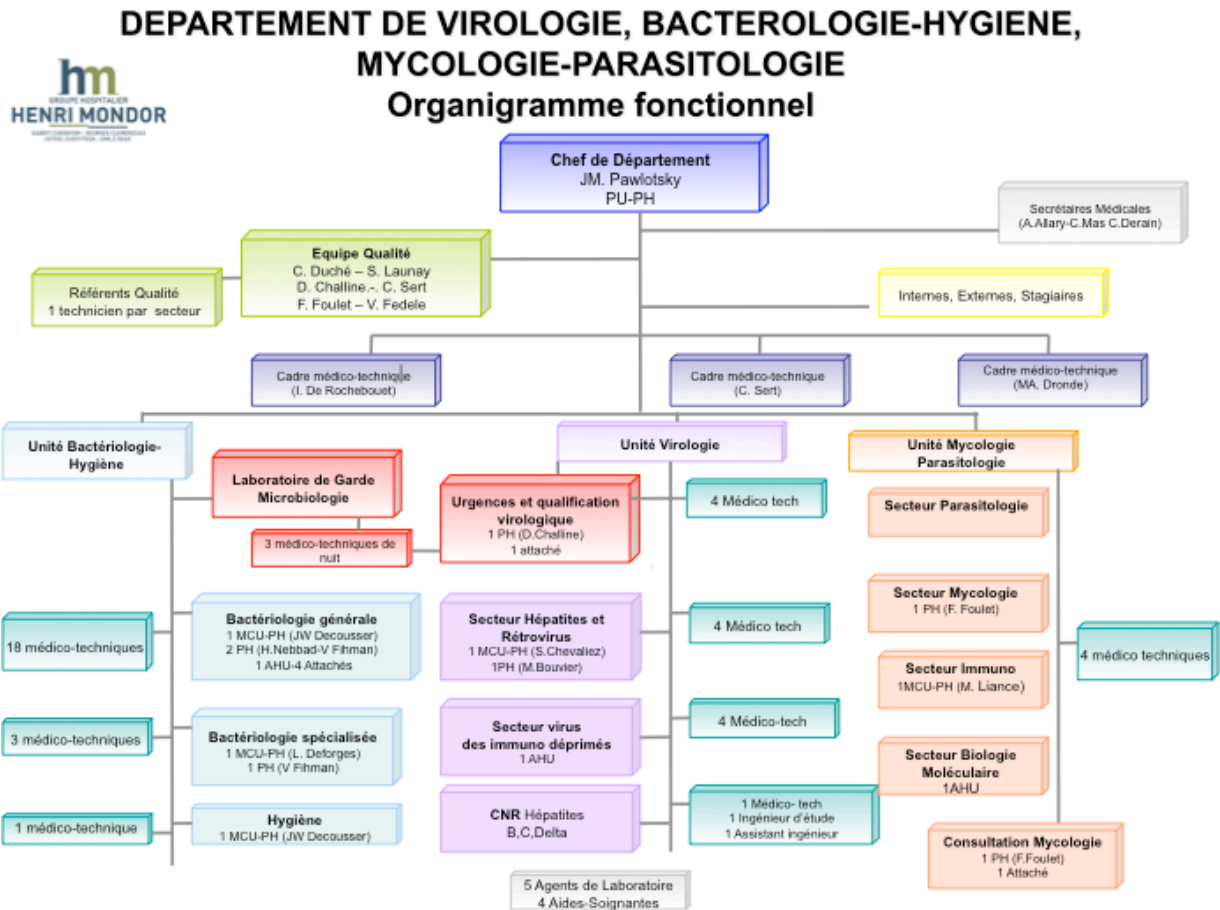 DEPARTEMENT DE VIROLOGIE, BACTEROLOGIE-HYGIENE,
MYCOLOGIE-PARASITOLOGIE
Organigramme fonctionnel
hm
GROUPE HOSPITALIER
HENRI MONDOR
Chef de Département
JM. Pawlotsky
PU-PH
Secrétaires Médicales
(A.Allary-C.Mas C.Derain)
Equipe Qualité
C. Duché – S. Launay
D. Challine.-. C. Sert
F. Foulet – V. Fedele
Référents Qualité
1 technicien par secteur
Internes, Externes, Stagiaires
Cadre médico-technique
(I. De Rochebouet)
Cadre médico-technique
(C. Sert)
Cadre médico-technique
(MA. Dronde)
Unité Bactériologie-
Hygiène
Unité Virologie
Unité Mycologie
Parasitologie
Laboratoire de Garde
Microbiologie
3 médico-techniques de
nuit
Urgences et qualification
virologique
1 PH (D.Challine)
1 attaché
4 Médico tech
Secteur Parasitologie
18 médico-techniques
Bactériologie générale
1 MCU-PH (JW Decousser)
2 PH (H.Nebbad-V Fihman)
1 AHU-4 Attachés
Secteur Hépatites et
Rétrovirus
1 MCU-PH (S.Chevaliez)
1PH (M.Bouvier)
4 Médico tech
Secteur Mycologie
1 PH (F. Foulet)
4 médico techniques
Secteur Immuno
1MCU-PH (M. Liance)
3 médico-techniques
Bactériologie spécialisée
1 MCU-PH (L. Deforges)
1 PH (V Fihman)
Secteur virus
des immuno déprimés
1 AHU
4 Médico-tech
Secteur Biologie
Moléculaire
1AHU
1 médico-technique
Hygiène
1 MCU-PH (JW Decousser)
CNR Hépatites
B,C,Delta
1 Médico- tech
1 Ingénieur d'étude
1 Assistant ingénieur
Consultation Mycologie
1 PH (F.Foulet)
1 Attaché
5 Agents de Laboratoire
4 Aides-Soignantes